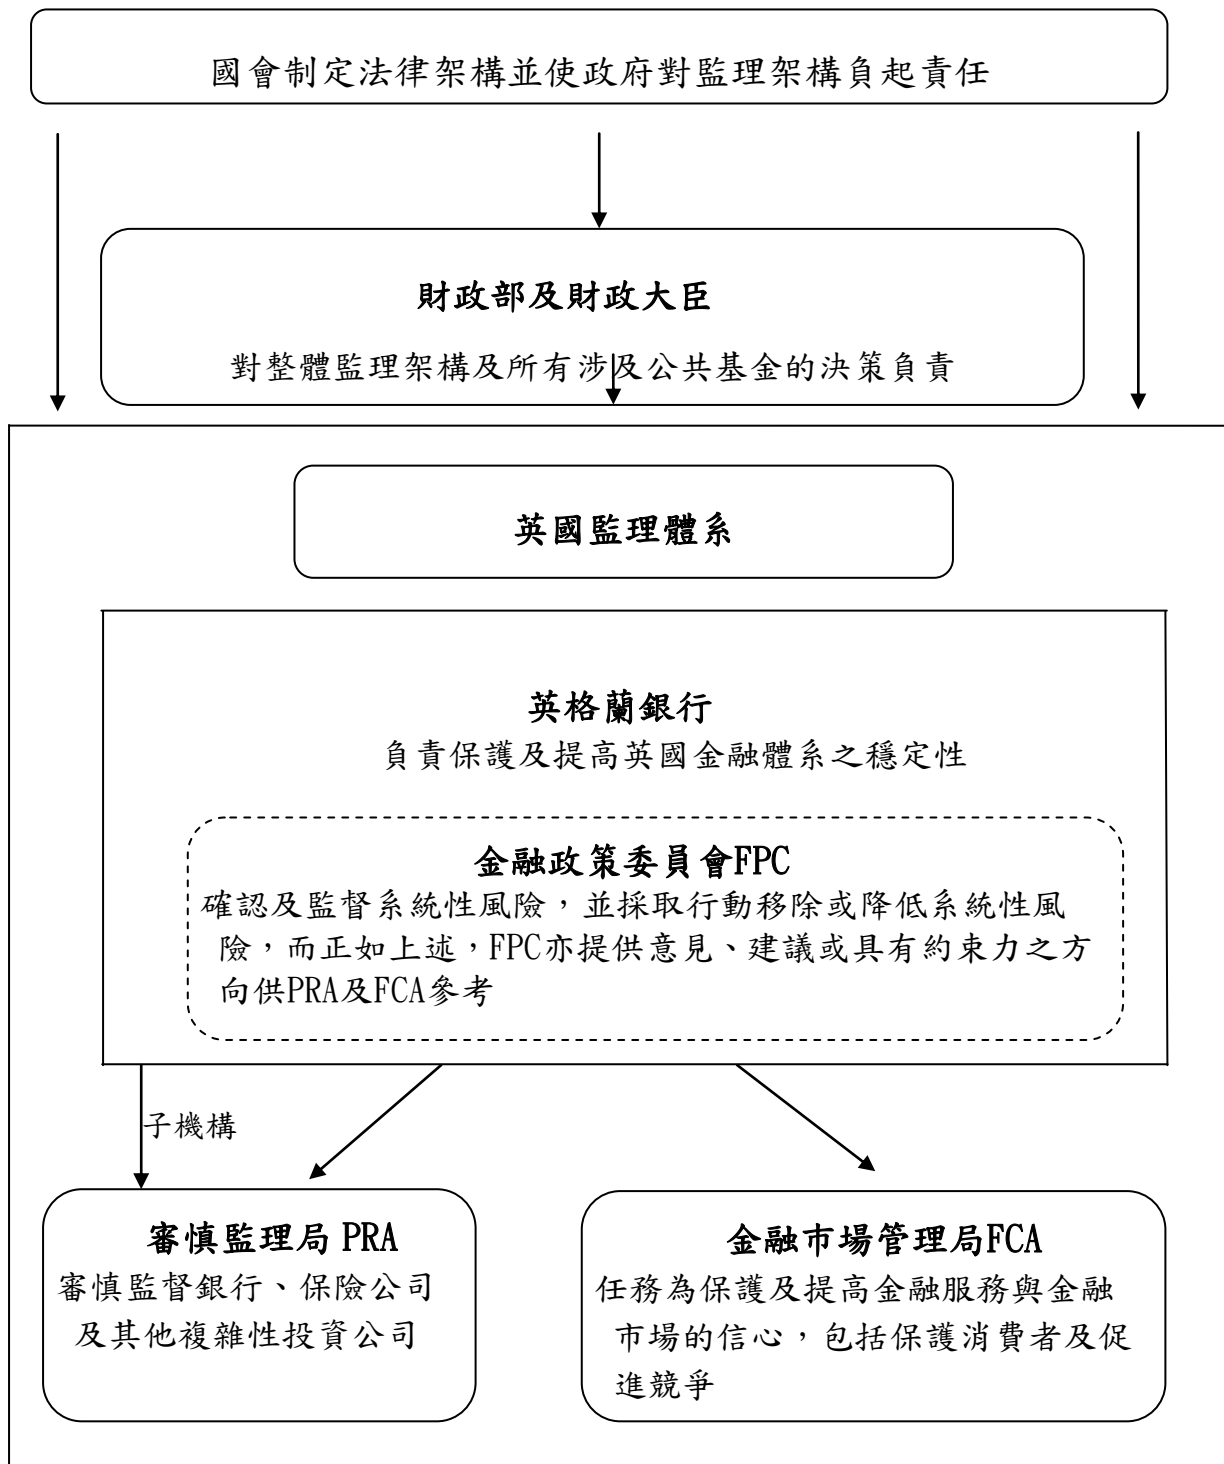 國會制定法律架構並使政府對監理架構負起責任
財政部及財政大臣
對整體監理架構及所有涉及公共基金的決策負責
英國監理體系
英格蘭銀行
負責保護及提高英國金融體系之穩定性
金融政策委員會FPC
確認及監督系統性風險，並採取行動移除或降低系統性風
險，而正如上述，FPC亦提供意見、建議或具有約束力之方
向供PRA及FCA參考
子機構
審慎監理局 PRA
審慎監督銀行、保險公司
及其他複雜性投資公司
金融市場管理局FCA
任務為保護及提高金融服務與金融
市場的信心，包括保護消費者及促
進競爭